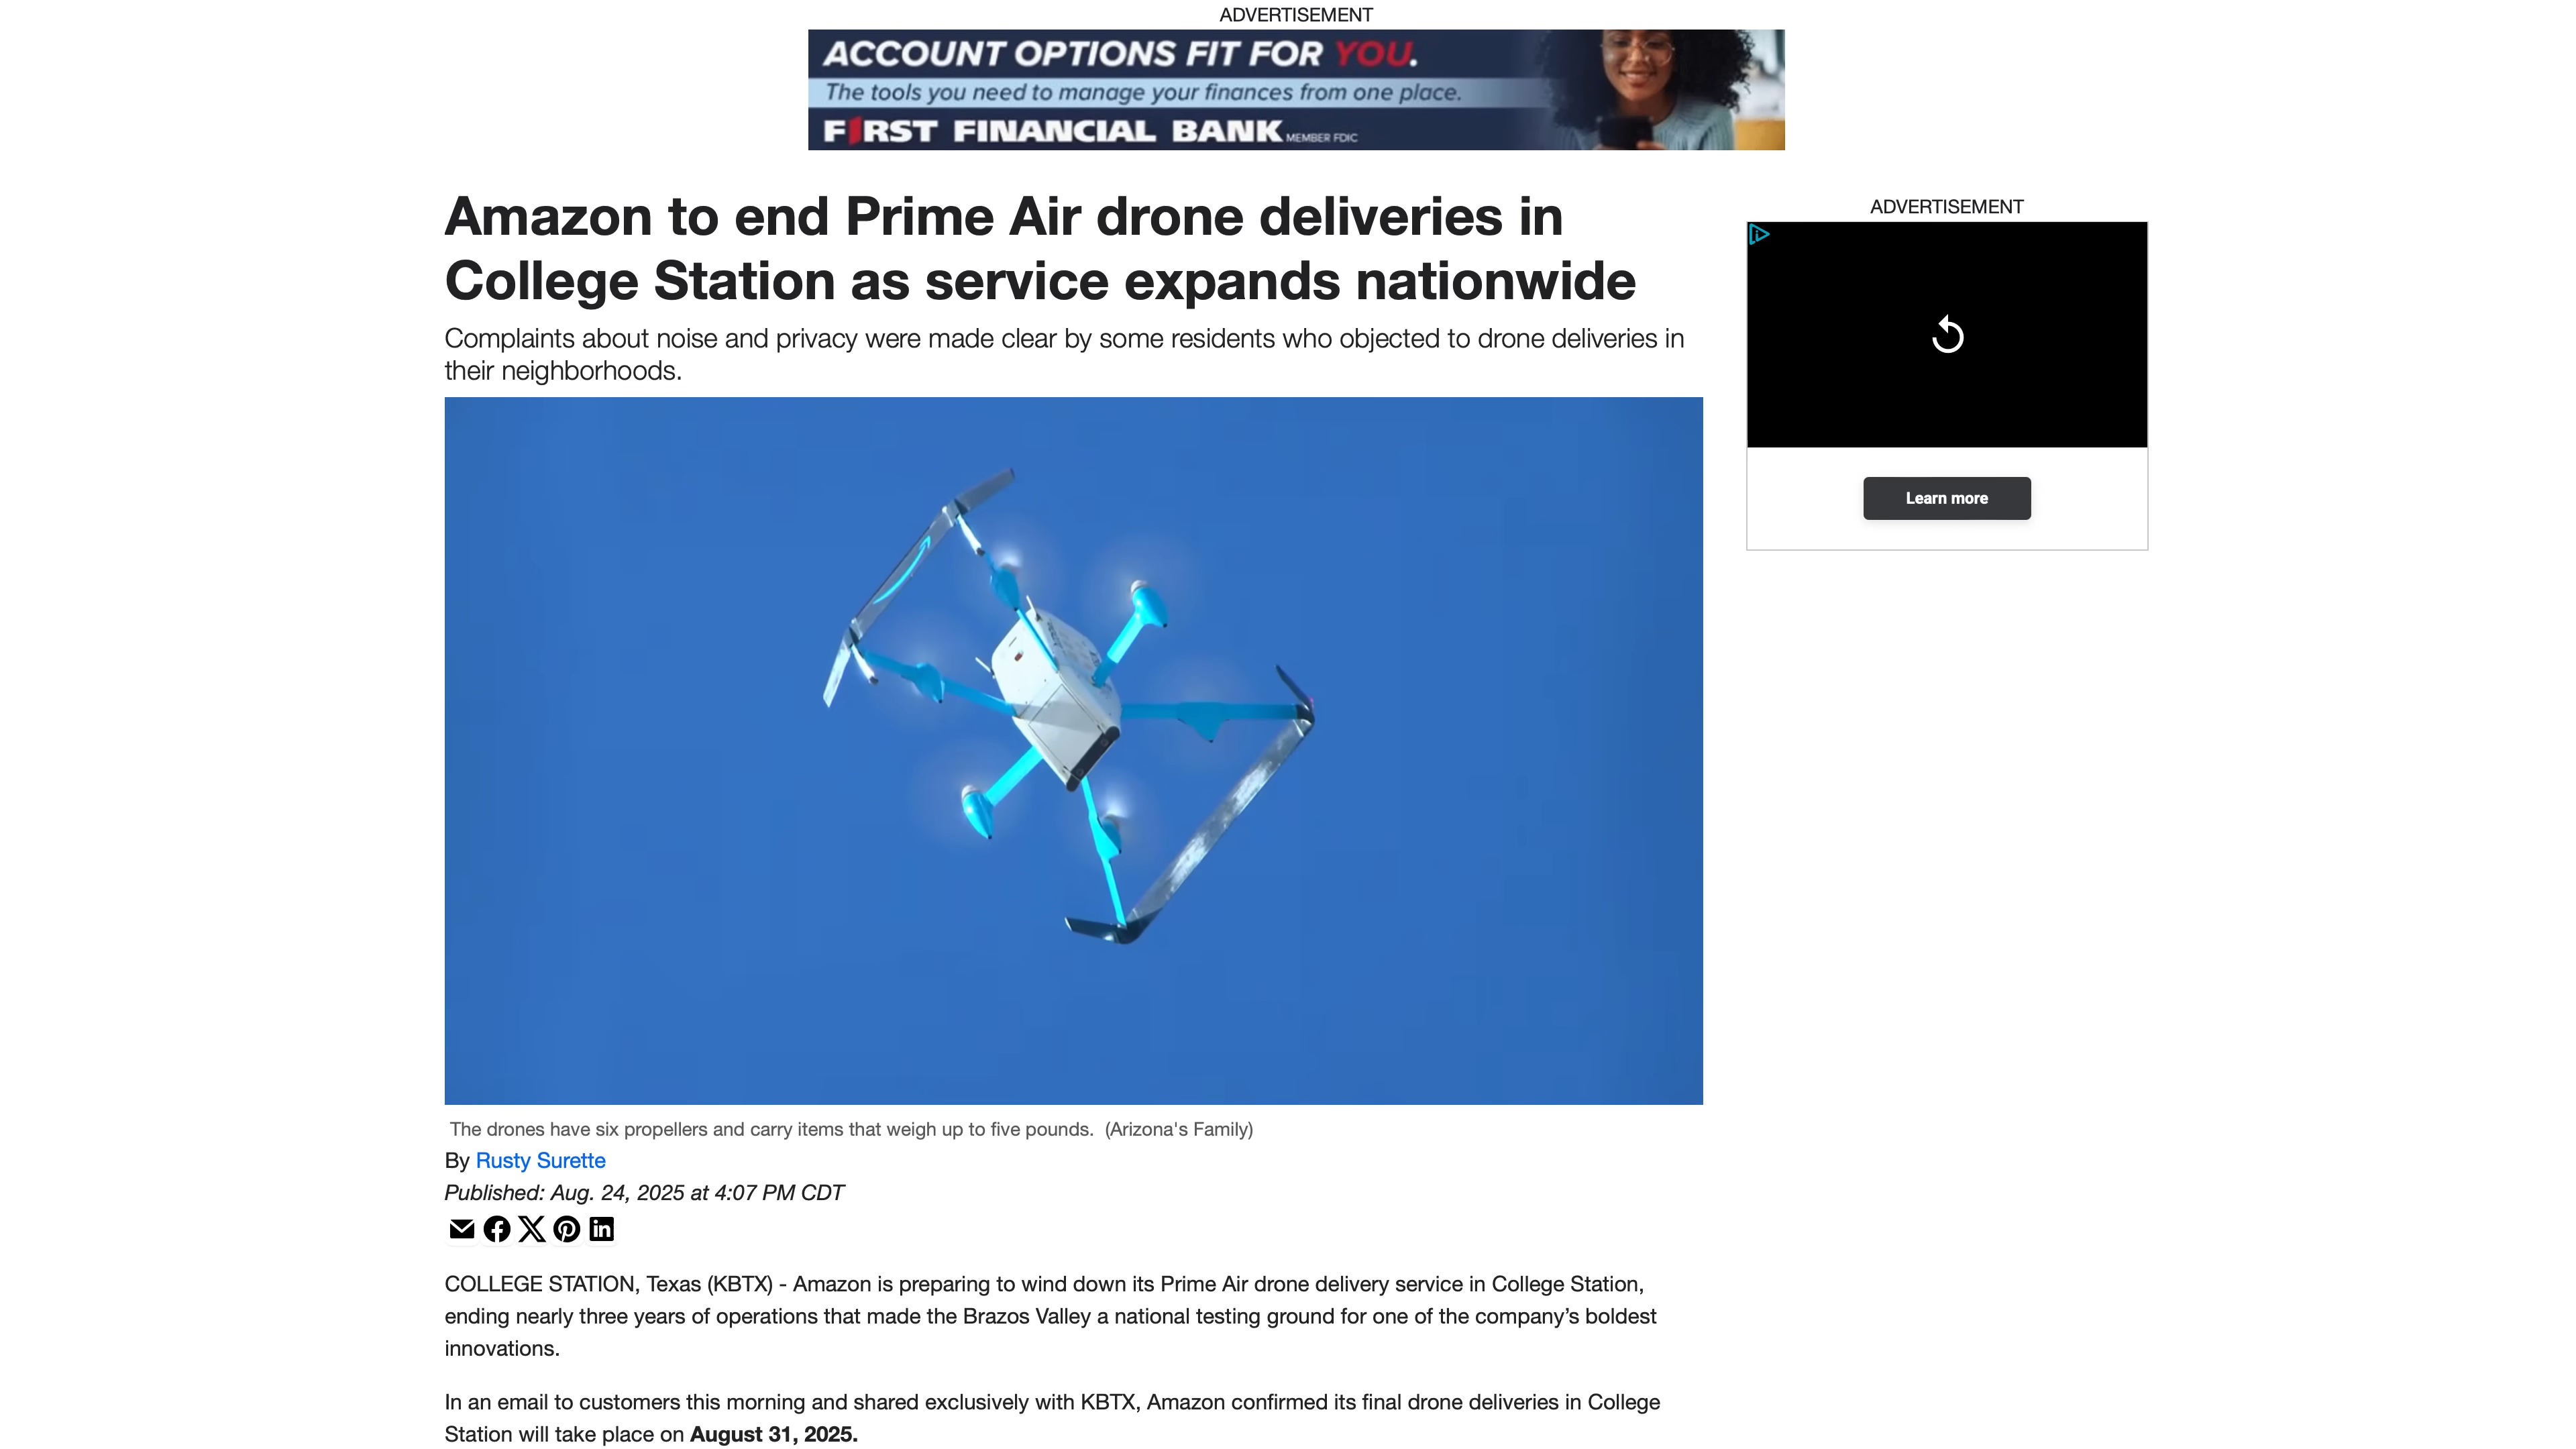 ADVERTISEMENT
ACCOUNT OPTIONS FIT FOR YOU.
The tools you need to manage your finances from one place.
FIRST FINANCIAL BANK MEMBER FDIC
Amazon to end Prime Air drone deliveries in
College Station as service expands nationwide
Complaints about noise and privacy were made clear by some residents who objected to drone deliveries in
their neighborhoods.
ADVERTISEMENT
Learn more
The drones have six propellers and carry items that weigh up to five pounds.  (Arizona's Family)
By Rusty Surette
Published: Aug. 24, 2025 at 4:07 PM CDT
COLLEGE STATION, Texas (KBTX) - Amazon is preparing to wind down its Prime Air drone delivery service in College Station,
ending nearly three years of operations that made the Brazos Valley a national testing ground for one of the company’s boldest
innovations.
In an email to customers this morning and shared exclusively with KBTX, Amazon confirmed its final drone deliveries in College
Station will take place on August 31, 2025.